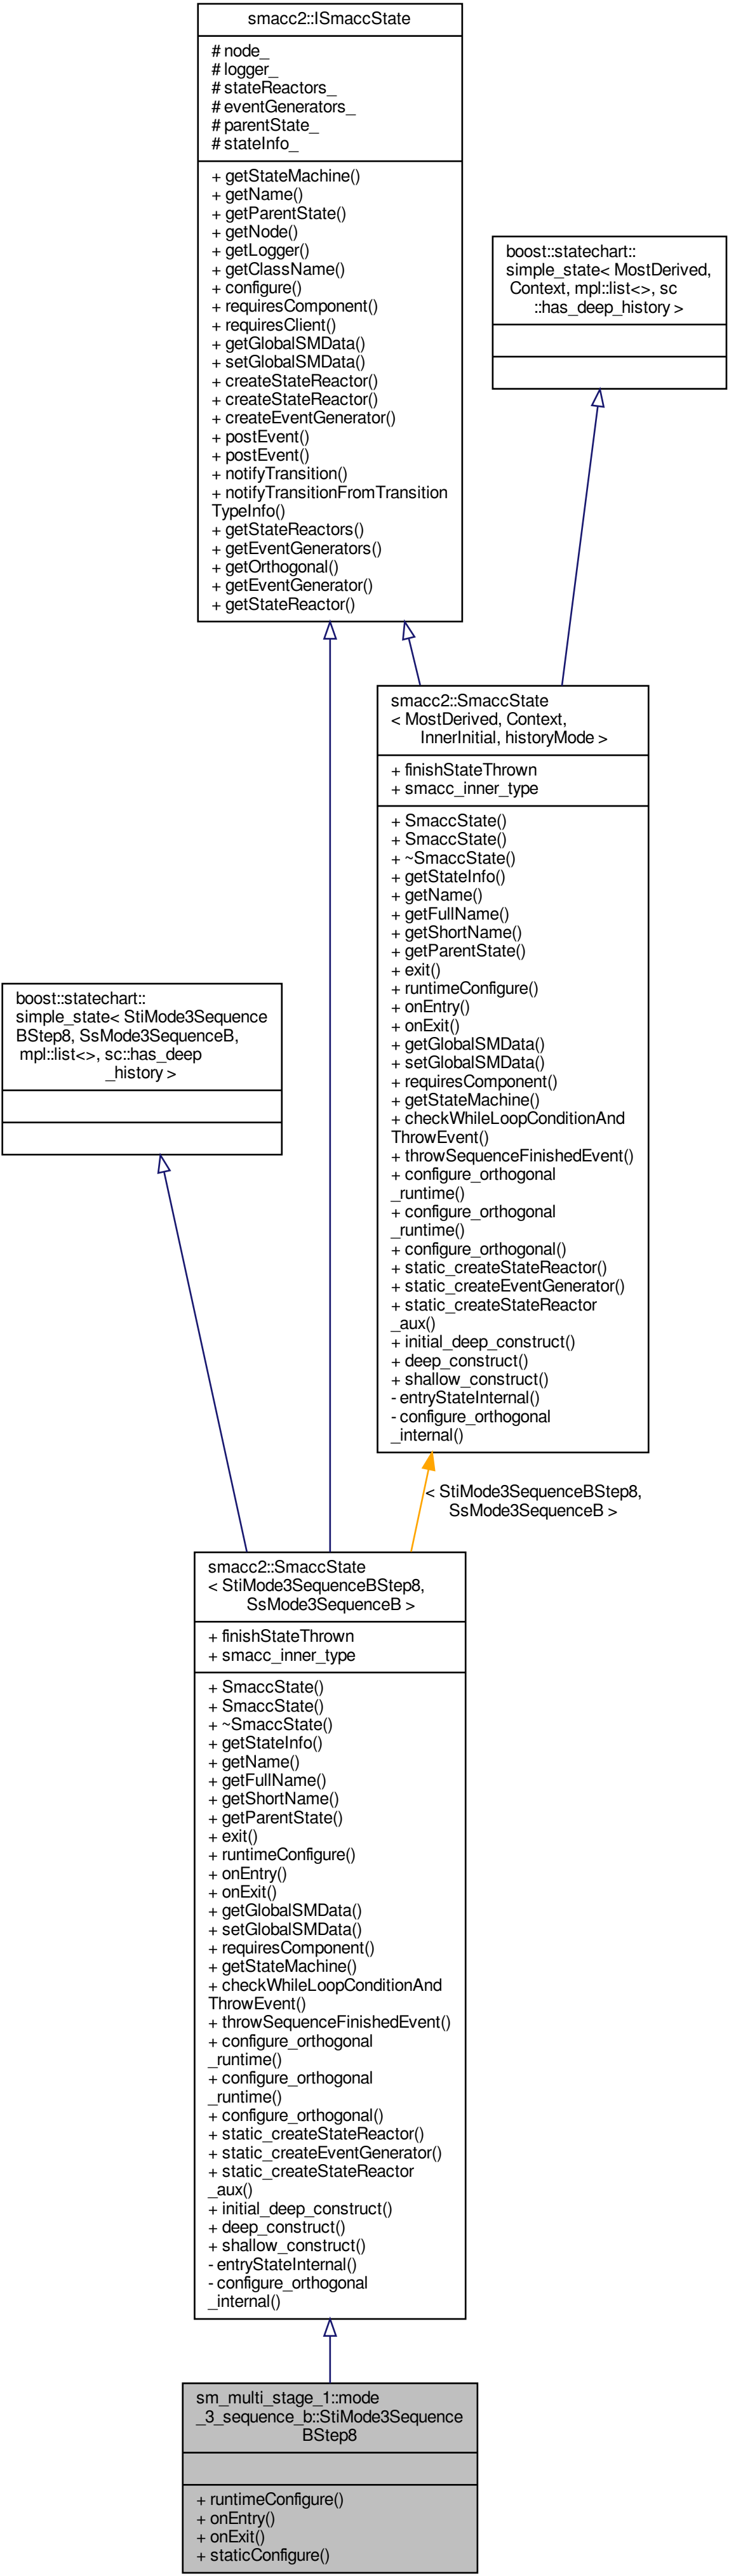 smacc2::ISmaccState
# node_
# logger_
# stateReactors_
# eventGenerators_
# parentState_
# stateInfo_
+ getStateMachine()
+ getName()
+ getParentState()
+ getNode()
+ getLogger()
+ getClassName()
+ configure()
+ requiresComponent()
+ requiresClient()
+ getGlobalSMData()
+ setGlobalSMData()
+ createStateReactor()
+ createStateReactor()
+ createEventGenerator()
+ postEvent()
+ postEvent()
+ notifyTransition()
+ notifyTransitionFromTransition
TypeInfo()
+ getStateReactors()
+ getEventGenerators()
+ getOrthogonal()
+ getEventGenerator()
+ getStateReactor()
boost::statechart::
simple_state< MostDerived,
Context, mpl::list<>, sc
::has_deep_history >
smacc2::SmaccState
< MostDerived, Context,
InnerInitial, historyMode >
+ finishStateThrown
+ smacc_inner_type
+ SmaccState()
+ SmaccState()
+ ~SmaccState()
+ getStateInfo()
+ getName()
+ getFullName()
+ getShortName()
+ getParentState()
+ exit()
+ runtimeConfigure()
+ onEntry()
+ onExit()
+ getGlobalSMData()
+ setGlobalSMData()
+ requiresComponent()
+ getStateMachine()
+ checkWhileLoopConditionAnd
ThrowEvent()
+ throwSequenceFinishedEvent()
+ configure_orthogonal
_runtime()
+ configure_orthogonal
_runtime()
+ configure_orthogonal()
+ static_createStateReactor()
+ static_createEventGenerator()
+ static_createStateReactor
_aux()
+ initial_deep_construct()
+ deep_construct()
+ shallow_construct()
- entryStateInternal()
- configure_orthogonal
_internal()
boost::statechart::
simple_state< StiMode3Sequence
BStep8, SsMode3SequenceB,
mpl::list<>, sc::has_deep
_history >
< StiMode3SequenceBStep8,
SsMode3SequenceB >
smacc2::SmaccState
< StiMode3SequenceBStep8,
SsMode3SequenceB >
+ finishStateThrown
+ smacc_inner_type
+ SmaccState()
+ SmaccState()
+ ~SmaccState()
+ getStateInfo()
+ getName()
+ getFullName()
+ getShortName()
+ getParentState()
+ exit()
+ runtimeConfigure()
+ onEntry()
+ onExit()
+ getGlobalSMData()
+ setGlobalSMData()
+ requiresComponent()
+ getStateMachine()
+ checkWhileLoopConditionAnd
ThrowEvent()
+ throwSequenceFinishedEvent()
+ configure_orthogonal
_runtime()
+ configure_orthogonal
_runtime()
+ configure_orthogonal()
+ static_createStateReactor()
+ static_createEventGenerator()
+ static_createStateReactor
_aux()
+ initial_deep_construct()
+ deep_construct()
+ shallow_construct()
- entryStateInternal()
- configure_orthogonal
_internal()
sm_multi_stage_1::mode
_3_sequence_b::StiMode3Sequence
BStep8
+ runtimeConfigure()
+ onEntry()
+ onExit()
+ staticConfigure()